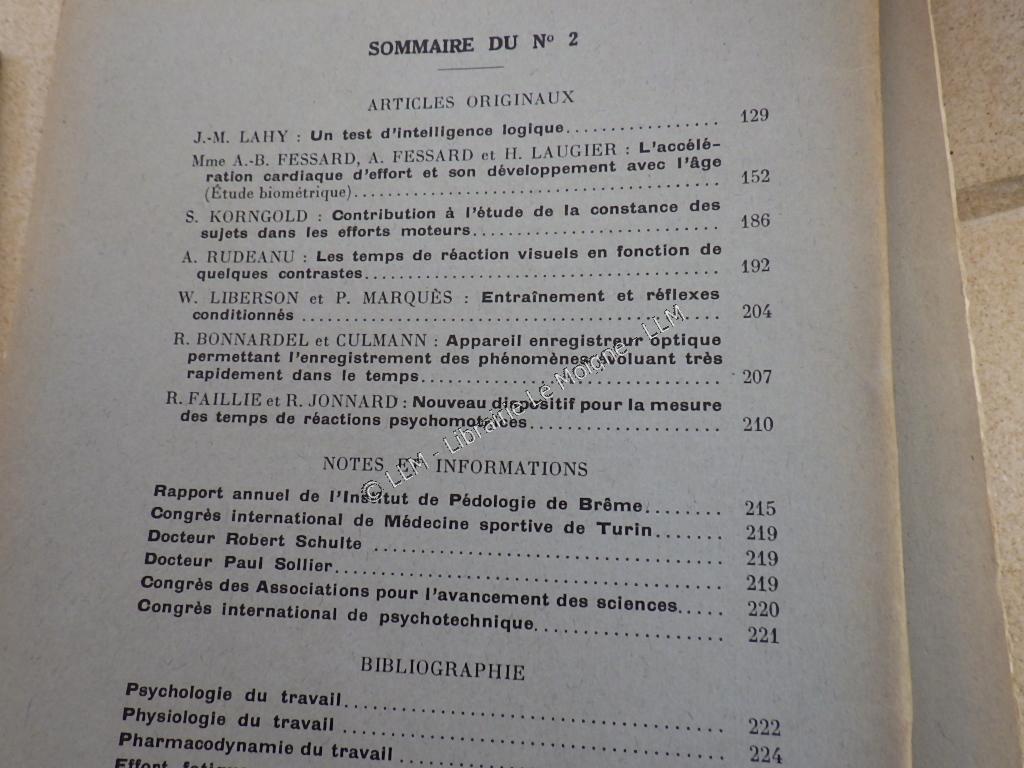 SOMMAIRE DU Nº 2
ARTICLES ORIGINAUX
J.-M. LAHY : Un test d'intelligence logique.................. 129
Mme A.-B. FESSARD, A. FESSARD et H. LAUGIER : L'accélé-
ration cardiaque d'effort et son développement avec l'âge
(Étude biométrique)........................................ 152
S. KORNGOLD : Contribution à l'étude de la constance des
sujets dans les efforts moteurs............................ 186
A. RUDEANU : Les temps de réaction visuels en fonction de
quelques contrastes........................................ 192
W. LIBERSON et P. MARQUÈS : Entraînement et réflexes
conditionnés .............................................. 204
R. BONNARDEL et CULMANN : Appareil enregistreur optique
permettant l'enregistrement des phénomènes évoluant très
rapidement dans le temps................................... 207
R. FAILLIE et R. JONNARD : Nouveau dispositif pour la mesure
des temps de réactions psychomotrices...................... 210
NOTES ET INFORMATIONS
Rapport annuel de l'Institut de Pédologie de Brême........ 215
Congrès international de Médecine sportive de Turin....... 219
Docteur Robert Schulte ................................... 219
Docteur Paul Sollier...................................... 219
Congrès des Associations pour l'avancement des sciences..... 220
Congrès international de psychotechnique.................. 221
BIBLIOGRAPHIE
Psychologie du travail.................................... 222
Physiologie du travail ................................... 224
Pharmacodynamie du travail ...............................
Effort
© LLM - Librairie Le Moigne - LLM